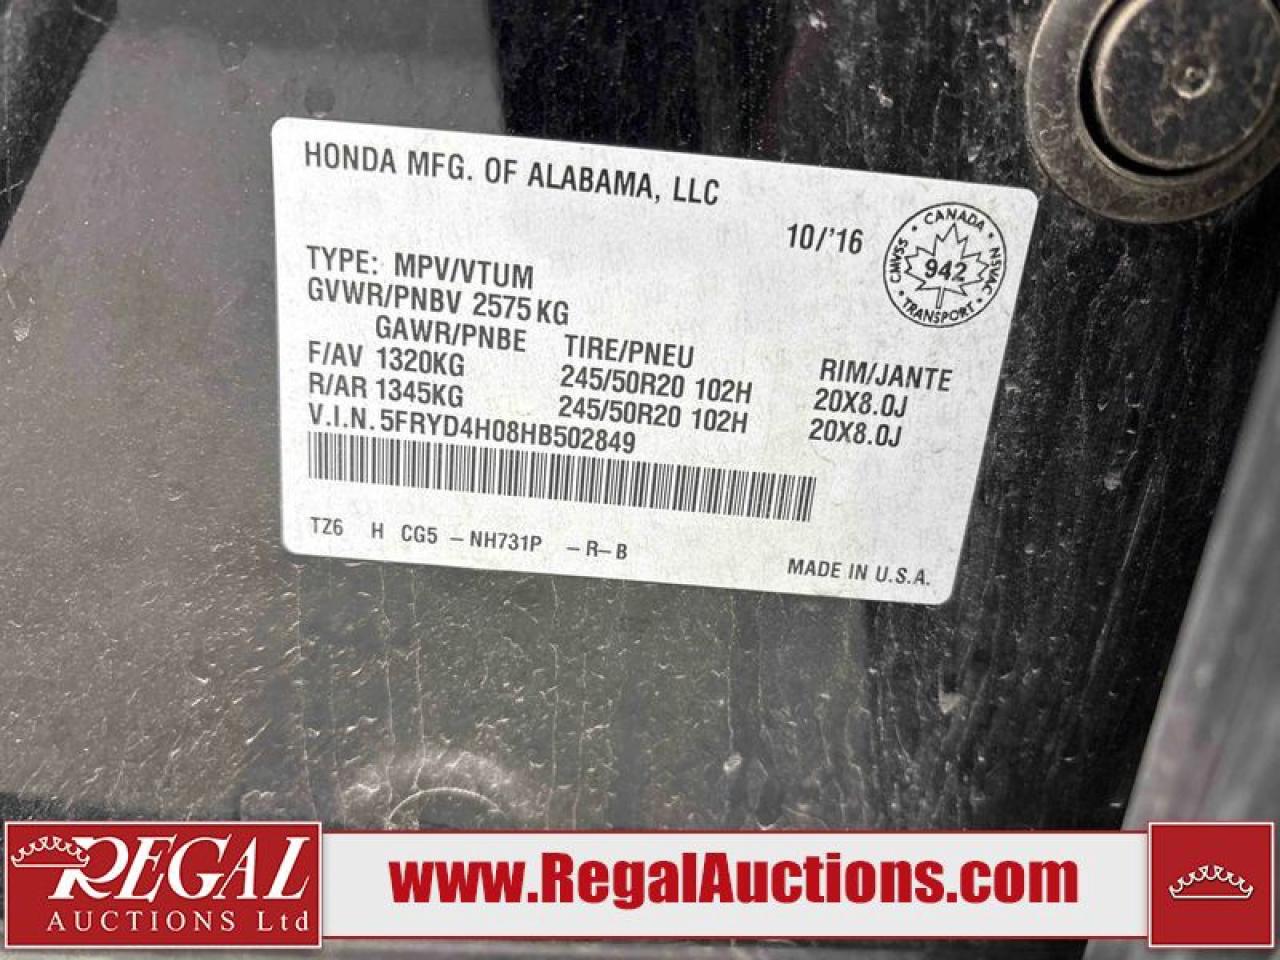 HONDA MFG. OF ALABAMA, LLC
10/'16
CANADA
CMVSS 942 NSVAC
TRANSPORT
TYPE: MPV/VTUM
GVWR/PNBV 2575 KG
GAWR/PNBE TIRE/PNEU RIM/JANTE
F/AV 1320KG 245/50R20 102H 20X8.0J
R/AR 1345KG 245/50R20 102H 20X8.0J
V.I.N. 5FRYD4H08HB502849
TZ6 H CG5 –NH731P –R–B
MADE IN U.S.A.
REGAL
AUCTIONS Ltd
www.RegalAuctions.com